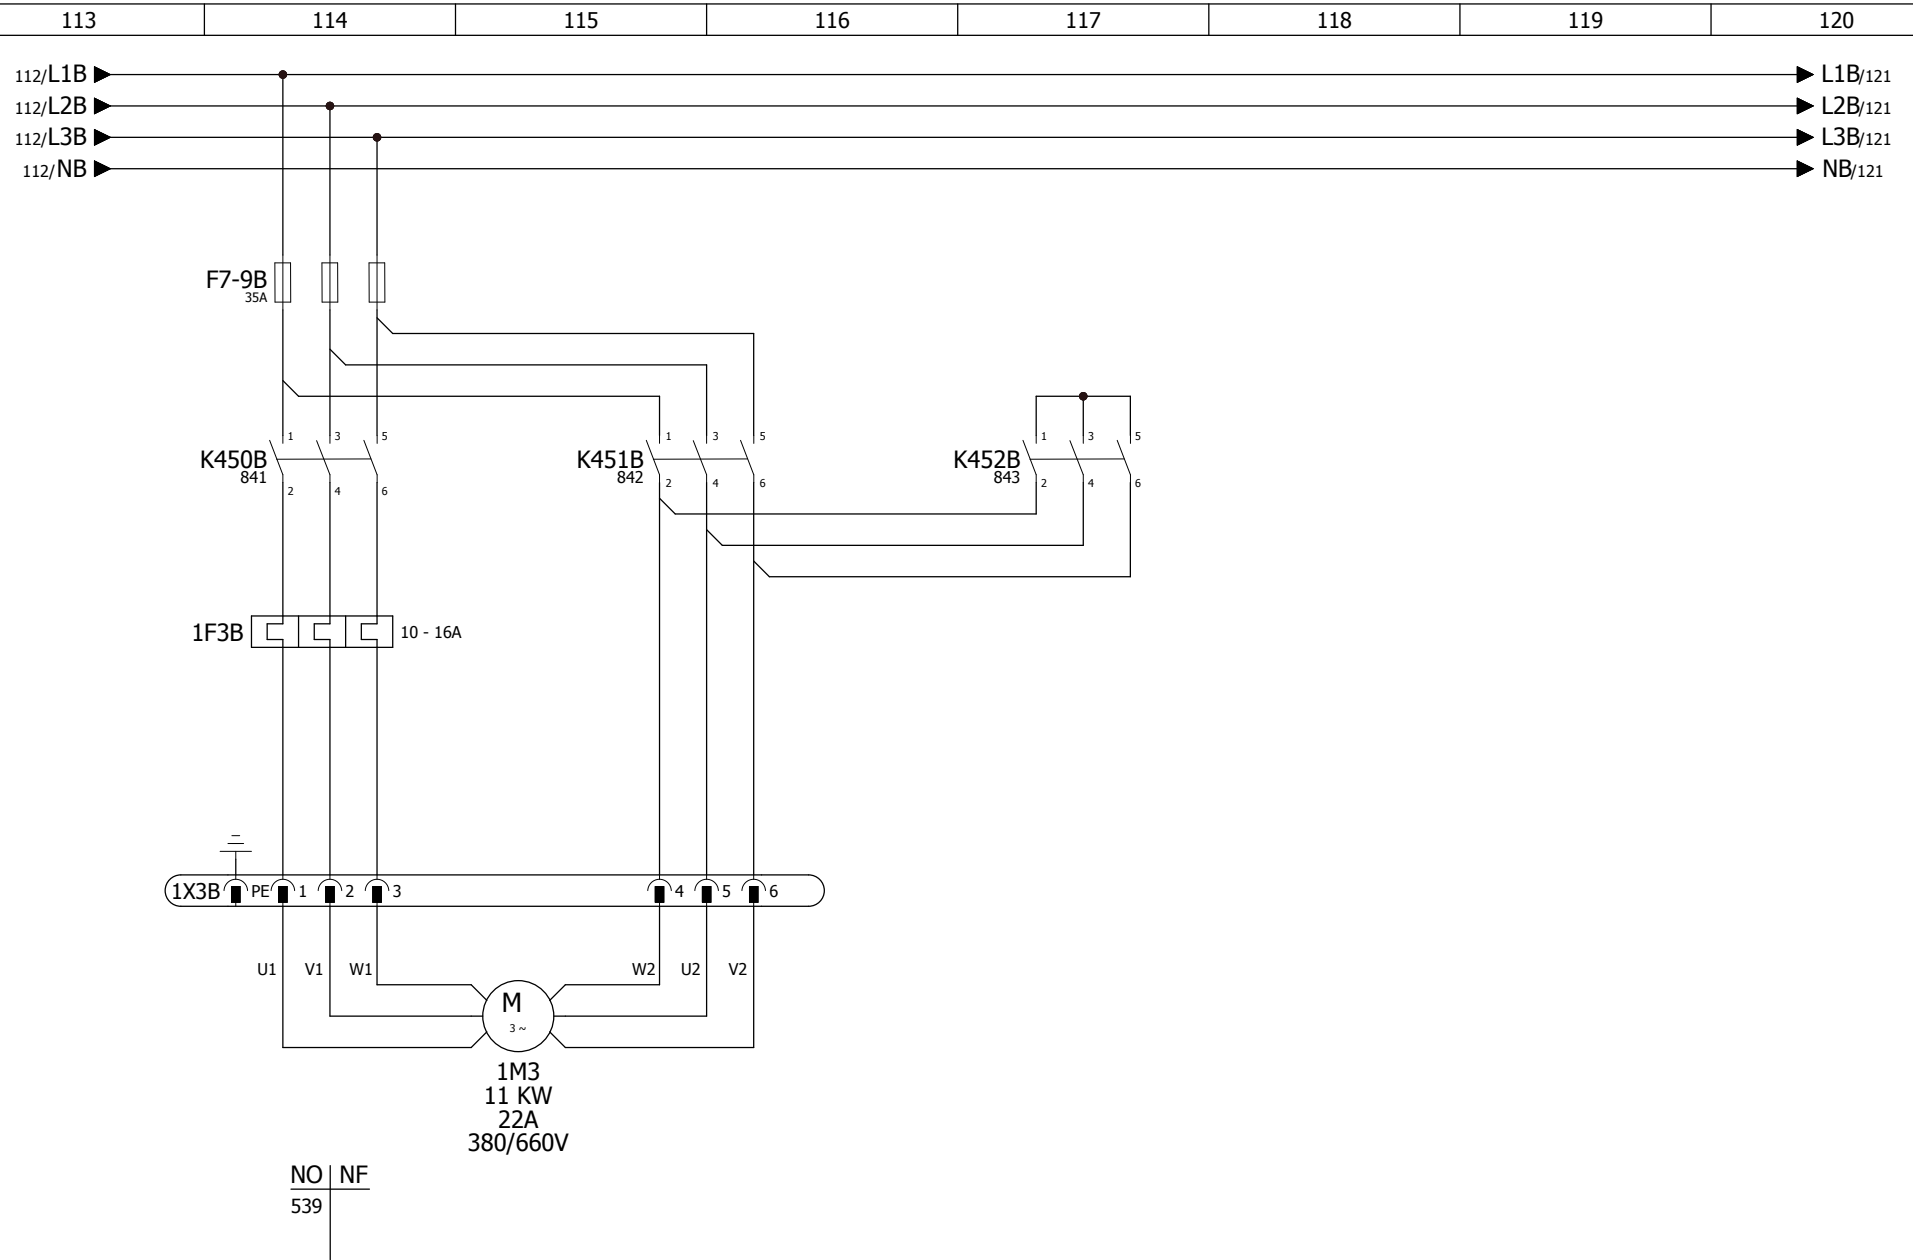 113 114 115 116 117 118 119 120
112/L1B L1B/121
112/L2B L2B/121
112/L3B L3B/121
112/NB NB/121
F7-9B
35A
1 3 5 1 3 5 1 3 5
K450B K451B K452B
841 842 843
2 4 6 2 4 6 2 4 6
1F3B 10 - 16A
1X3B PE 1 2 3 4 5 6
U1 V1 W1 W2 U2 V2
M
3 ~
1M3
11 KW
22A
380/660V
NO NF
539